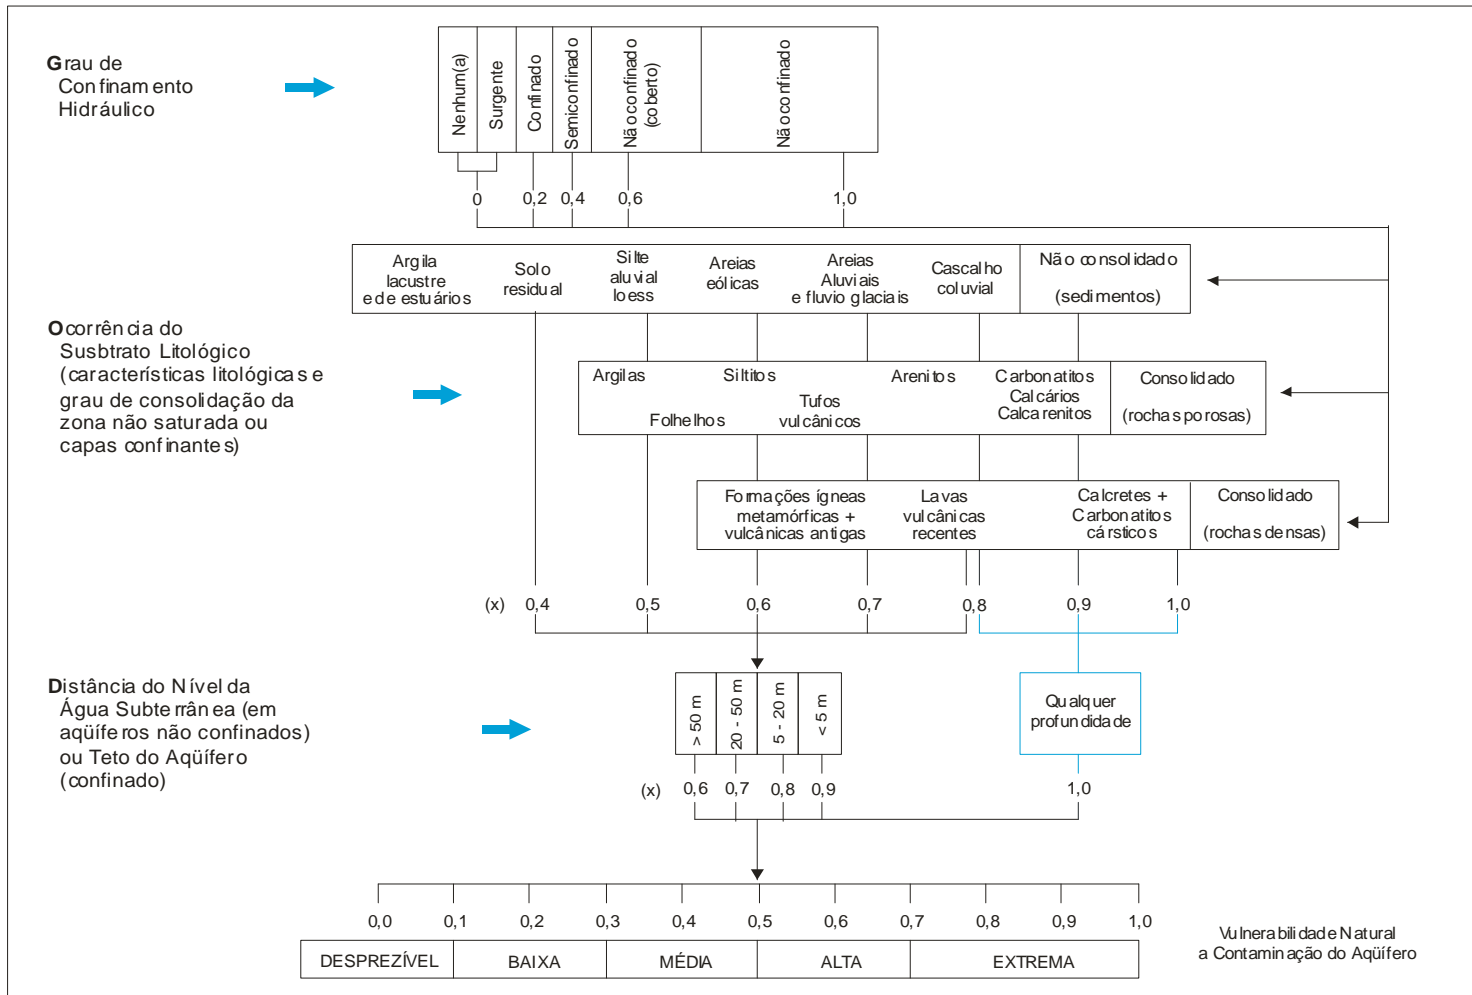 Grau de
Confinamento
Hidráulico
Nenhum(a)
Surgente
Confinado
Semiconfinado
Não confinado
(coberto)
Não confinado
0
0,2
0,4
0,6
1,0
Argila
lacustre
e de estuários
Solo
residual
Silte
aluvial
loess
Areias
eólicas
Areias
Aluviais
e fluvio glaciais
Cascalho
coluvial
Não consolidado
(sedimentos)
Ocorrência do
Susbtrato Litológico
(características litológicas e
grau de consolidação da
zona não saturada ou
capas confinantes)
Argilas
Folhelhos
Siltitos
Tufos
vulcânicos
Arenitos
Carbonatitos
Calcários
Calcarenitos
Consolidado
(rochas porosas)
Formações ígneas
metamórficas +
vulcânicas antigas
Lavas
vulcânicas
recentes
Calcretes +
Carbonatitos
cársticos
Consolidado
(rochas densas)
(x) 0,4 0,5 0,6 0,7 0,8 0,9 1,0
Distância do Nível da
Água Subterrânea (em
aqüíferos não confinados)
ou Teto do Aqüífero
(confinado)
> 50 m
20 - 50 m
5 - 20 m
< 5 m
Qualquer
profundidade
(x) 0,6 0,7 0,8 0,9 1,0
0,0 0,1 0,2 0,3 0,4 0,5 0,6 0,7 0,8 0,9 1,0
DESPREZÍVEL BAIXA MÉDIA ALTA EXTREMA
Vulnerabilidade Natural
a Contaminação do Aqüífero